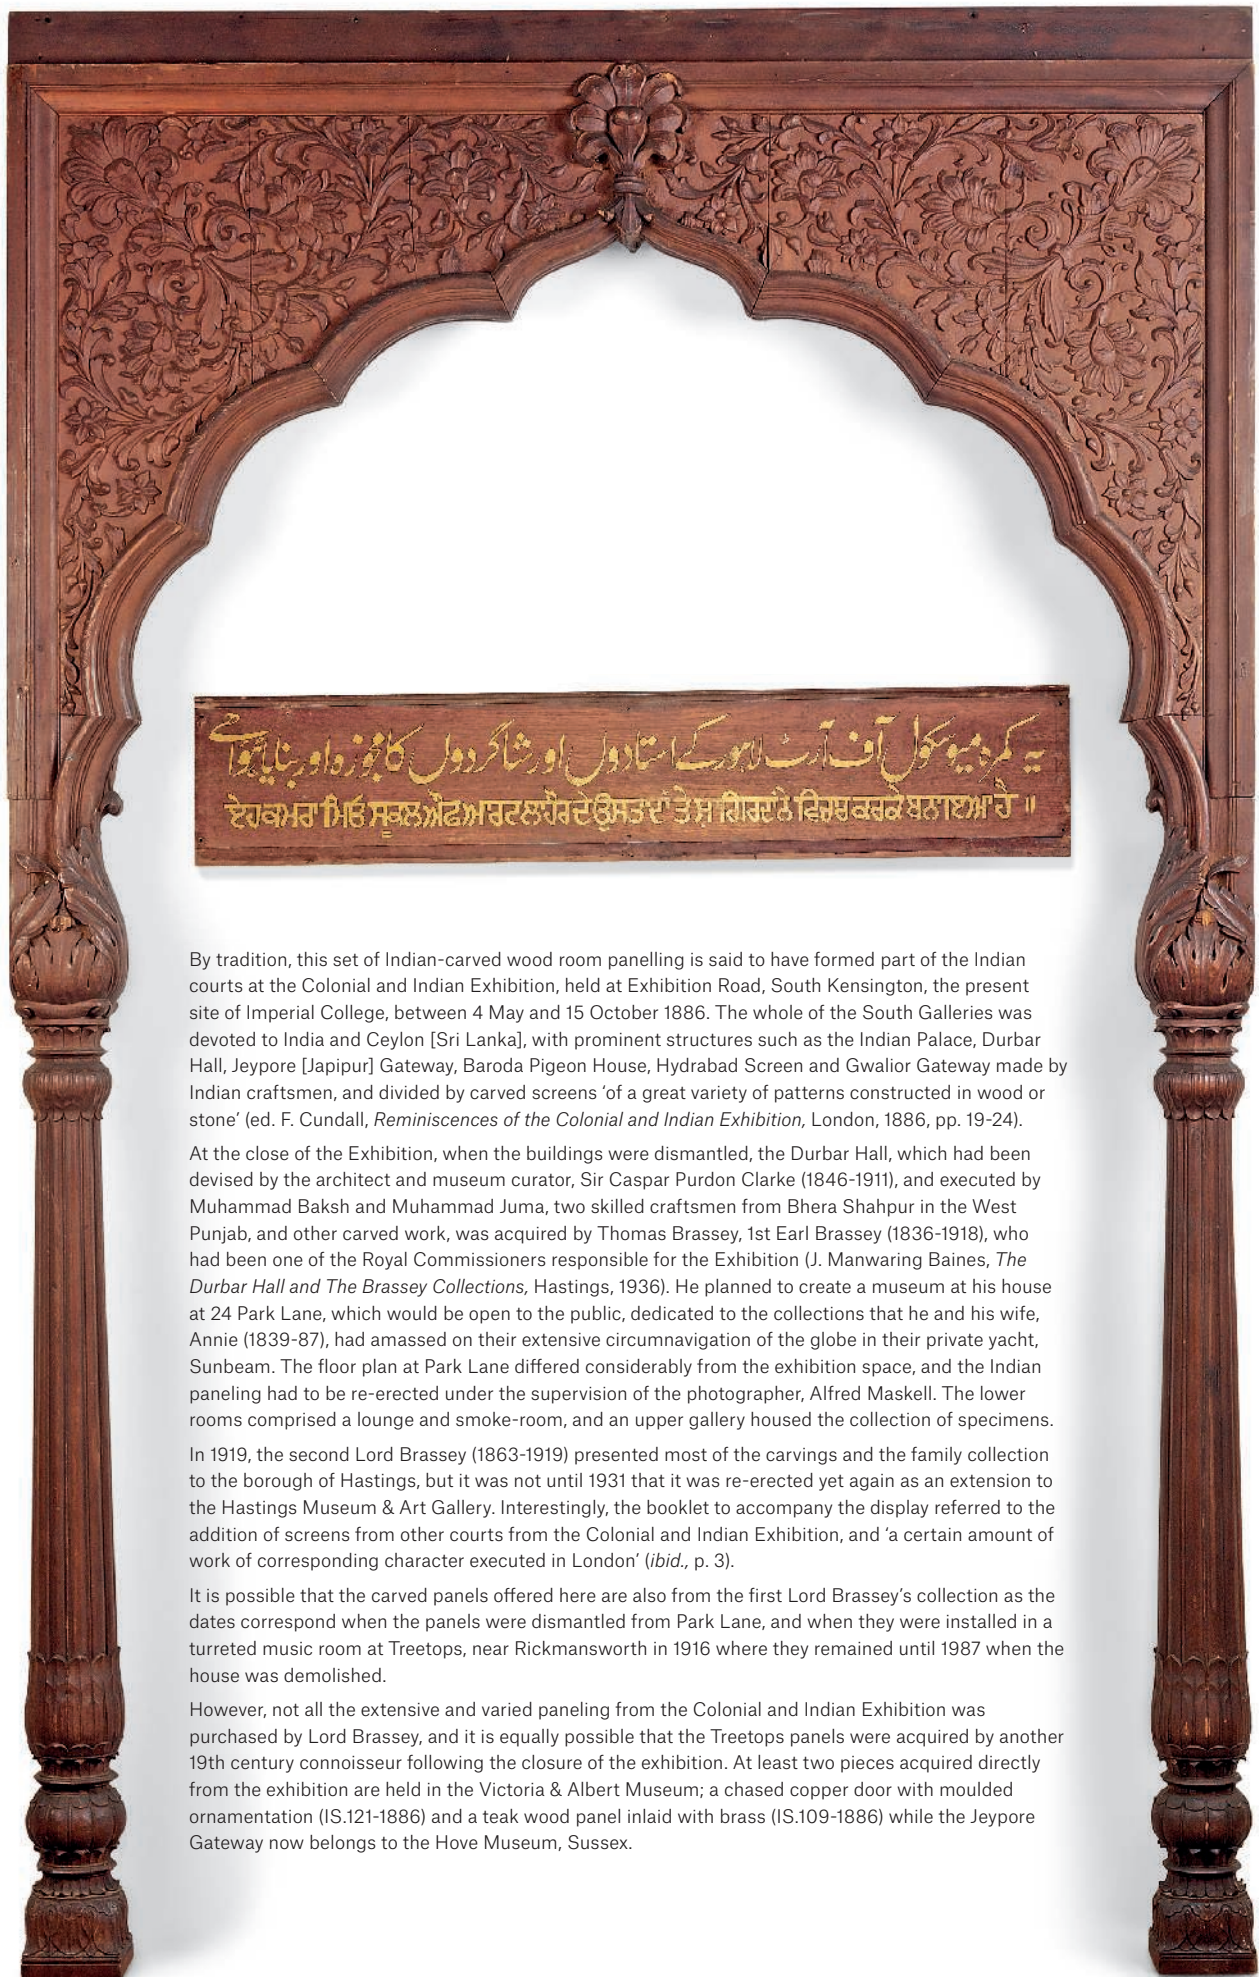 یہ کمرہ میو سکول آف آرٹ لاہور کے استادوں اور شاگردوں کا مجوزہ اور بنایا ہوا ہے
ਏਹ ਕਮਰਾ ਮਿਓ ਸਕੂਲ ਔਫ ਆਰਟ ਲਾਹੌਰ ਦੇ ਉਸਤਾਦਾਂ ਤੇ ਸ਼ਾਗਿਰਦਾਂ ਨੇ ਕਰਕੇ ਬਨਾਇਆ ਹੈ ॥
By tradition, this set of Indian-carved wood room panelling is said to have formed part of the Indian
courts at the Colonial and Indian Exhibition, held at Exhibition Road, South Kensington, the present
site of Imperial College, between 4 May and 15 October 1886. The whole of the South Galleries was
devoted to India and Ceylon [Sri Lanka], with prominent structures such as the Indian Palace, Durbar
Hall, Jeypore [Japipur] Gateway, Baroda Pigeon House, Hydrabad Screen and Gwalior Gateway made by
Indian craftsmen, and divided by carved screens ‘of a great variety of patterns constructed in wood or
stone’ (ed. F. Cundall, Reminiscences of the Colonial and Indian Exhibition, London, 1886, pp. 19-24).
At the close of the Exhibition, when the buildings were dismantled, the Durbar Hall, which had been
devised by the architect and museum curator, Sir Caspar Purdon Clarke (1846-1911), and executed by
Muhammad Baksh and Muhammad Juma, two skilled craftsmen from Bhera Shahpur in the West
Punjab, and other carved work, was acquired by Thomas Brassey, 1st Earl Brassey (1836-1918), who
had been one of the Royal Commissioners responsible for the Exhibition (J. Manwaring Baines, The
Durbar Hall and The Brassey Collections, Hastings, 1936). He planned to create a museum at his house
at 24 Park Lane, which would be open to the public, dedicated to the collections that he and his wife,
Annie (1839-87), had amassed on their extensive circumnavigation of the globe in their private yacht,
Sunbeam. The floor plan at Park Lane differed considerably from the exhibition space, and the Indian
paneling had to be re-erected under the supervision of the photographer, Alfred Maskell. The lower
rooms comprised a lounge and smoke-room, and an upper gallery housed the collection of specimens.
In 1919, the second Lord Brassey (1863-1919) presented most of the carvings and the family collection
to the borough of Hastings, but it was not until 1931 that it was re-erected yet again as an extension to
the Hastings Museum & Art Gallery. Interestingly, the booklet to accompany the display referred to the
addition of screens from other courts from the Colonial and Indian Exhibition, and ‘a certain amount of
work of corresponding character executed in London’ (ibid., p. 3).
It is possible that the carved panels offered here are also from the first Lord Brassey’s collection as the
dates correspond when the panels were dismantled from Park Lane, and when they were installed in a
turreted music room at Treetops, near Rickmansworth in 1916 where they remained until 1987 when the
house was demolished.
However, not all the extensive and varied paneling from the Colonial and Indian Exhibition was
purchased by Lord Brassey, and it is equally possible that the Treetops panels were acquired by another
19th century connoisseur following the closure of the exhibition. At least two pieces acquired directly
from the exhibition are held in the Victoria & Albert Museum; a chased copper door with moulded
ornamentation (IS.121-1886) and a teak wood panel inlaid with brass (IS.109-1886) while the Jeypore
Gateway now belongs to the Hove Museum, Sussex.